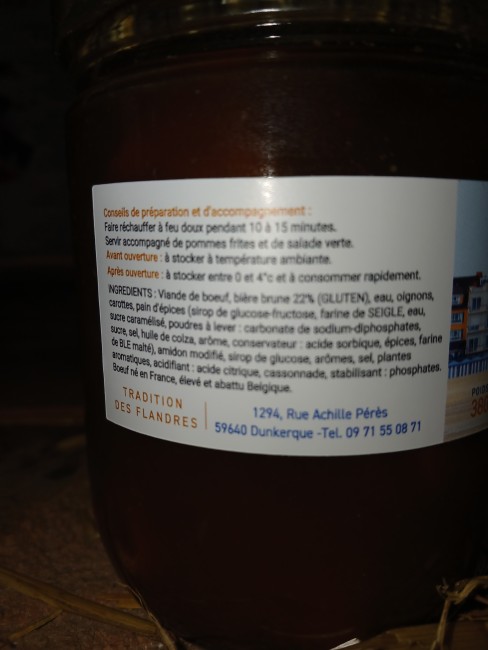 Conseils de préparation et d'accompagnement :
Faire réchauffer à feu doux pendant 10 à 15 minutes.
Servir accompagné de pommes frites et de salade verte.
Avant ouverture : à stocker à température ambiante.
Après ouverture : à stocker entre 0 et 4°c et à consommer rapidement.
INGREDIENTS : Viande de boeuf, bière brune 22% (GLUTEN), eau, oignons,
carottes, pain d'épices (sirop de glucose-fructose, farine de SEIGLE, eau,
sucre caramélisé, poudres à lever : carbonate de sodium-diphosphates,
sucre, sel, huile de colza, arôme, conservateur : acide sorbique, épices, farine
de BLE malté), amidon modifié, sirop de glucose, arômes, sel, plantes
aromatiques, acidifiant : acide citrique, cassonnade, stabilisant : phosphates.
Boeuf né en France, élevé et abattu Belgique.
TRADITION
DES FLANDRES
1294, Rue Achille Pérès
59640 Dunkerque -Tel. 09 71 55 08 71